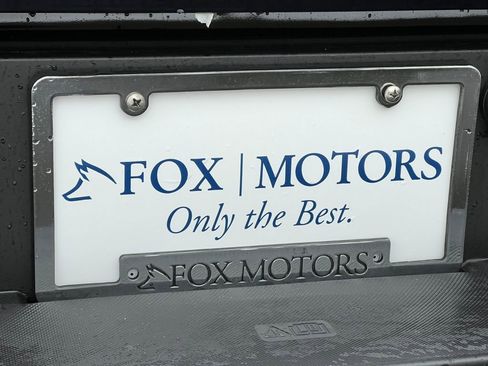 FOX | MOTORS
Only the Best.
FOX MOTORS